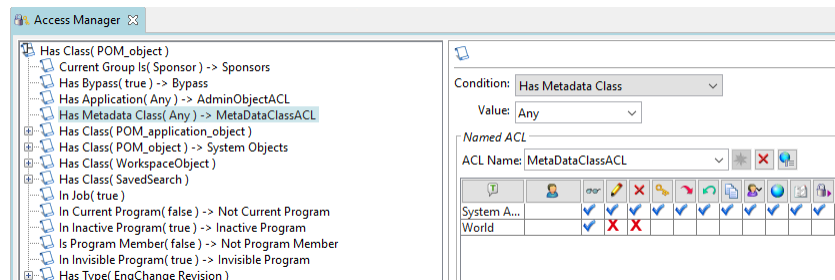 Access Manager
Has Class( POM_object )
Current Group Is( Sponsor ) -> Sponsors
Has Bypass( true ) -> Bypass
Has Application( Any ) -> AdminObjectACL
Has Metadata Class( Any ) -> MetaDataClassACL
Has Class( POM_application_object )
Has Class( POM_object ) -> System Objects
Has Class( WorkspaceObject )
Has Class( SavedSearch )
In Job( true )
In Current Program( false ) -> Not Current Program
In Inactive Program( true ) -> Inactive Program
Is Program Member( false ) -> Not Program Member
In Invisible Program( true ) -> Invisible Program
Has Type( EngChange Revision )
Condition: Has Metadata Class
Value: Any
Named ACL
ACL Name: MetaDataClassACL
System A...
World